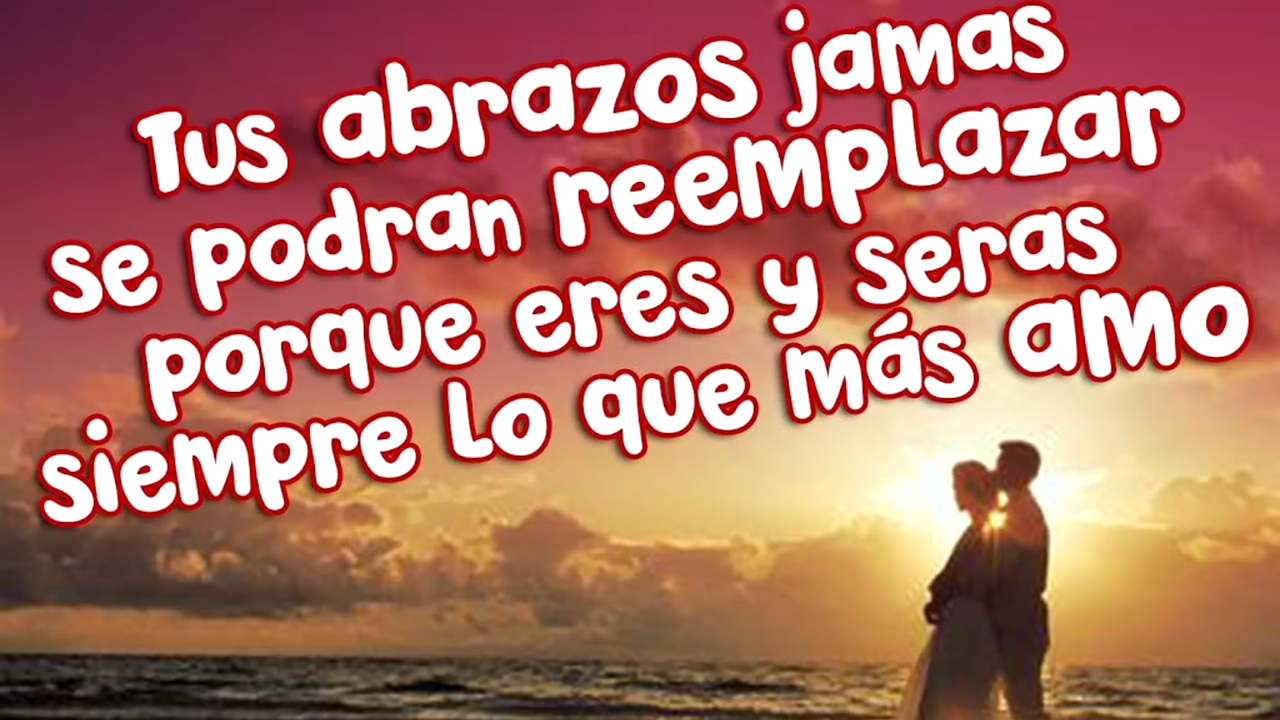 Tus abrazos jamas
se podran reemplazar
porque eres y seras
siempre lo que más amo